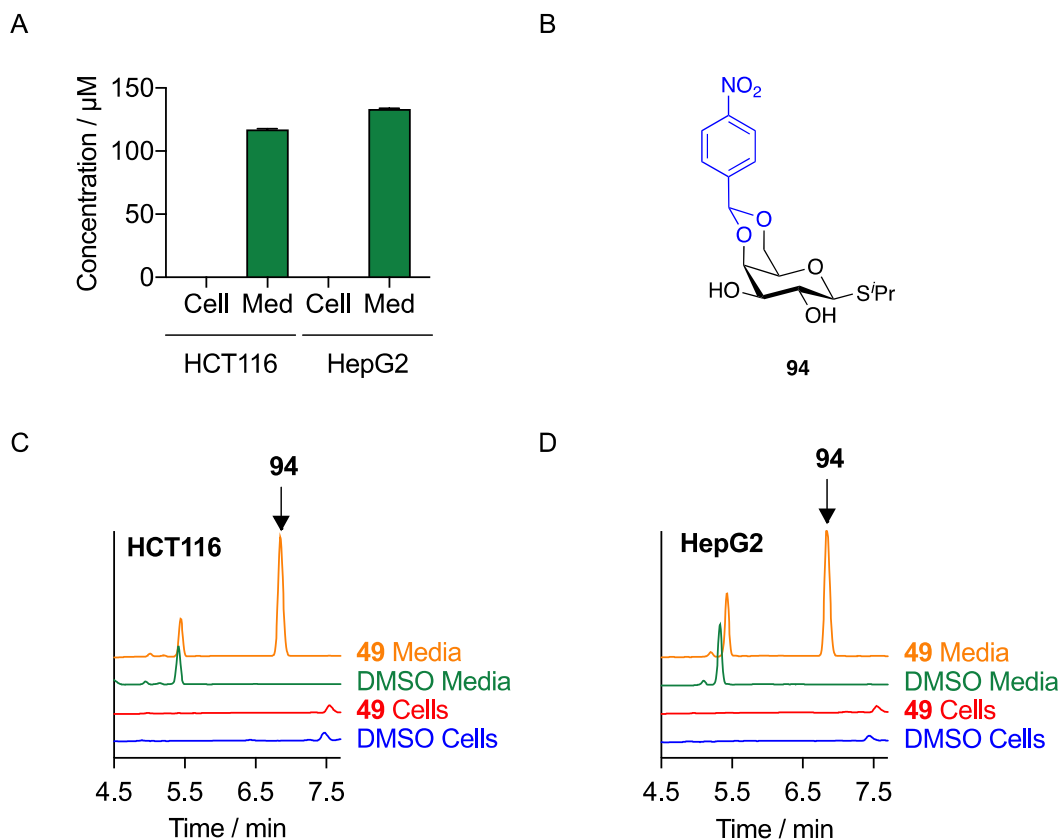 A
Concentration / µM
150
100
50
0
Cell Med Cell Med
HCT116 HepG2
B
NO2
O
O
O
HO
OH
SiPr
94
C
94
HCT116
49 Media
DMSO Media
49 Cells
DMSO Cells
4.5 5.5 6.5 7.5
Time / min
D
94
HepG2
49 Media
DMSO Media
49 Cells
DMSO Cells
4.5 5.5 6.5 7.5
Time / min